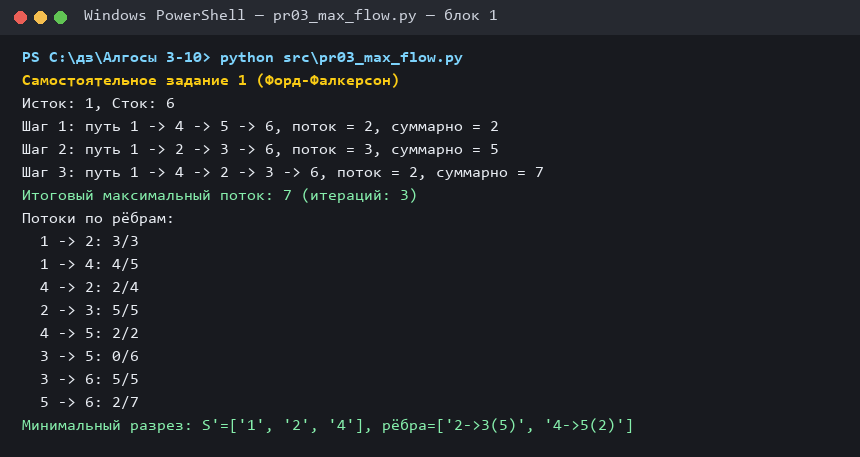 Windows PowerShell — pr03_max_flow.py — блок 1
PS C:\дз\Алгосы 3-10> python src\pr03_max_flow.py
Самостоятельное задание 1 (Форд-Фалкерсон)
Исток: 1, Сток: 6
Шаг 1: путь 1 -> 4 -> 5 -> 6, поток = 2, суммарно = 2
Шаг 2: путь 1 -> 2 -> 3 -> 6, поток = 3, суммарно = 5
Шаг 3: путь 1 -> 4 -> 2 -> 3 -> 6, поток = 2, суммарно = 7
Итоговый максимальный поток: 7 (итераций: 3)
Потоки по рёбрам:
1 -> 2: 3/3
1 -> 4: 4/5
4 -> 2: 2/4
2 -> 3: 5/5
4 -> 5: 2/2
3 -> 5: 0/6
3 -> 6: 5/5
5 -> 6: 2/7
Минимальный разрез: S'=['1', '2', '4'], рёбра=['2->3(5)', '4->5(2)']